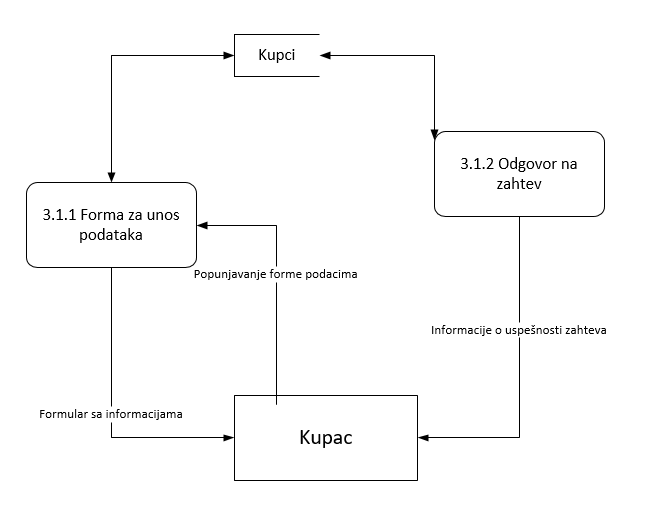 Kupci
3.1.2 Odgovor na
zahtev
3.1.1 Forma za unos
podataka
Popunjavanje forme podacima
Informacije o uspešnosti zahteva
Formular sa informacijama
Kupac